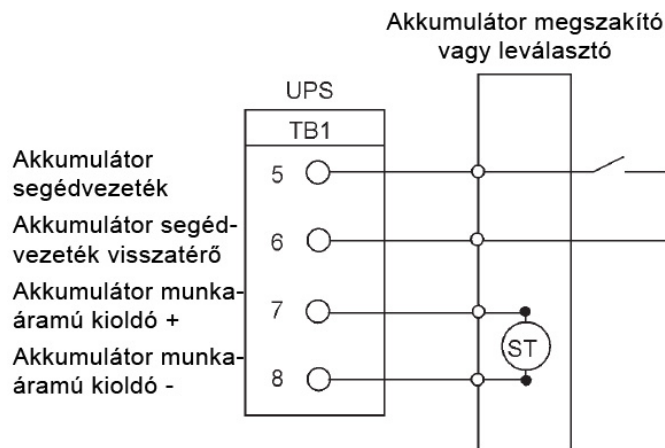 Akkumulátor megszakító
vagy leválasztó
UPS
TB1
Akkumulátor
segédvezeték
5
Akkumulátor segéd-
vezeték visszatérő
6
Akkumulátor munka-
áramú kioldó +
7
ST
Akkumulátor munka-
áramú kioldó -
8